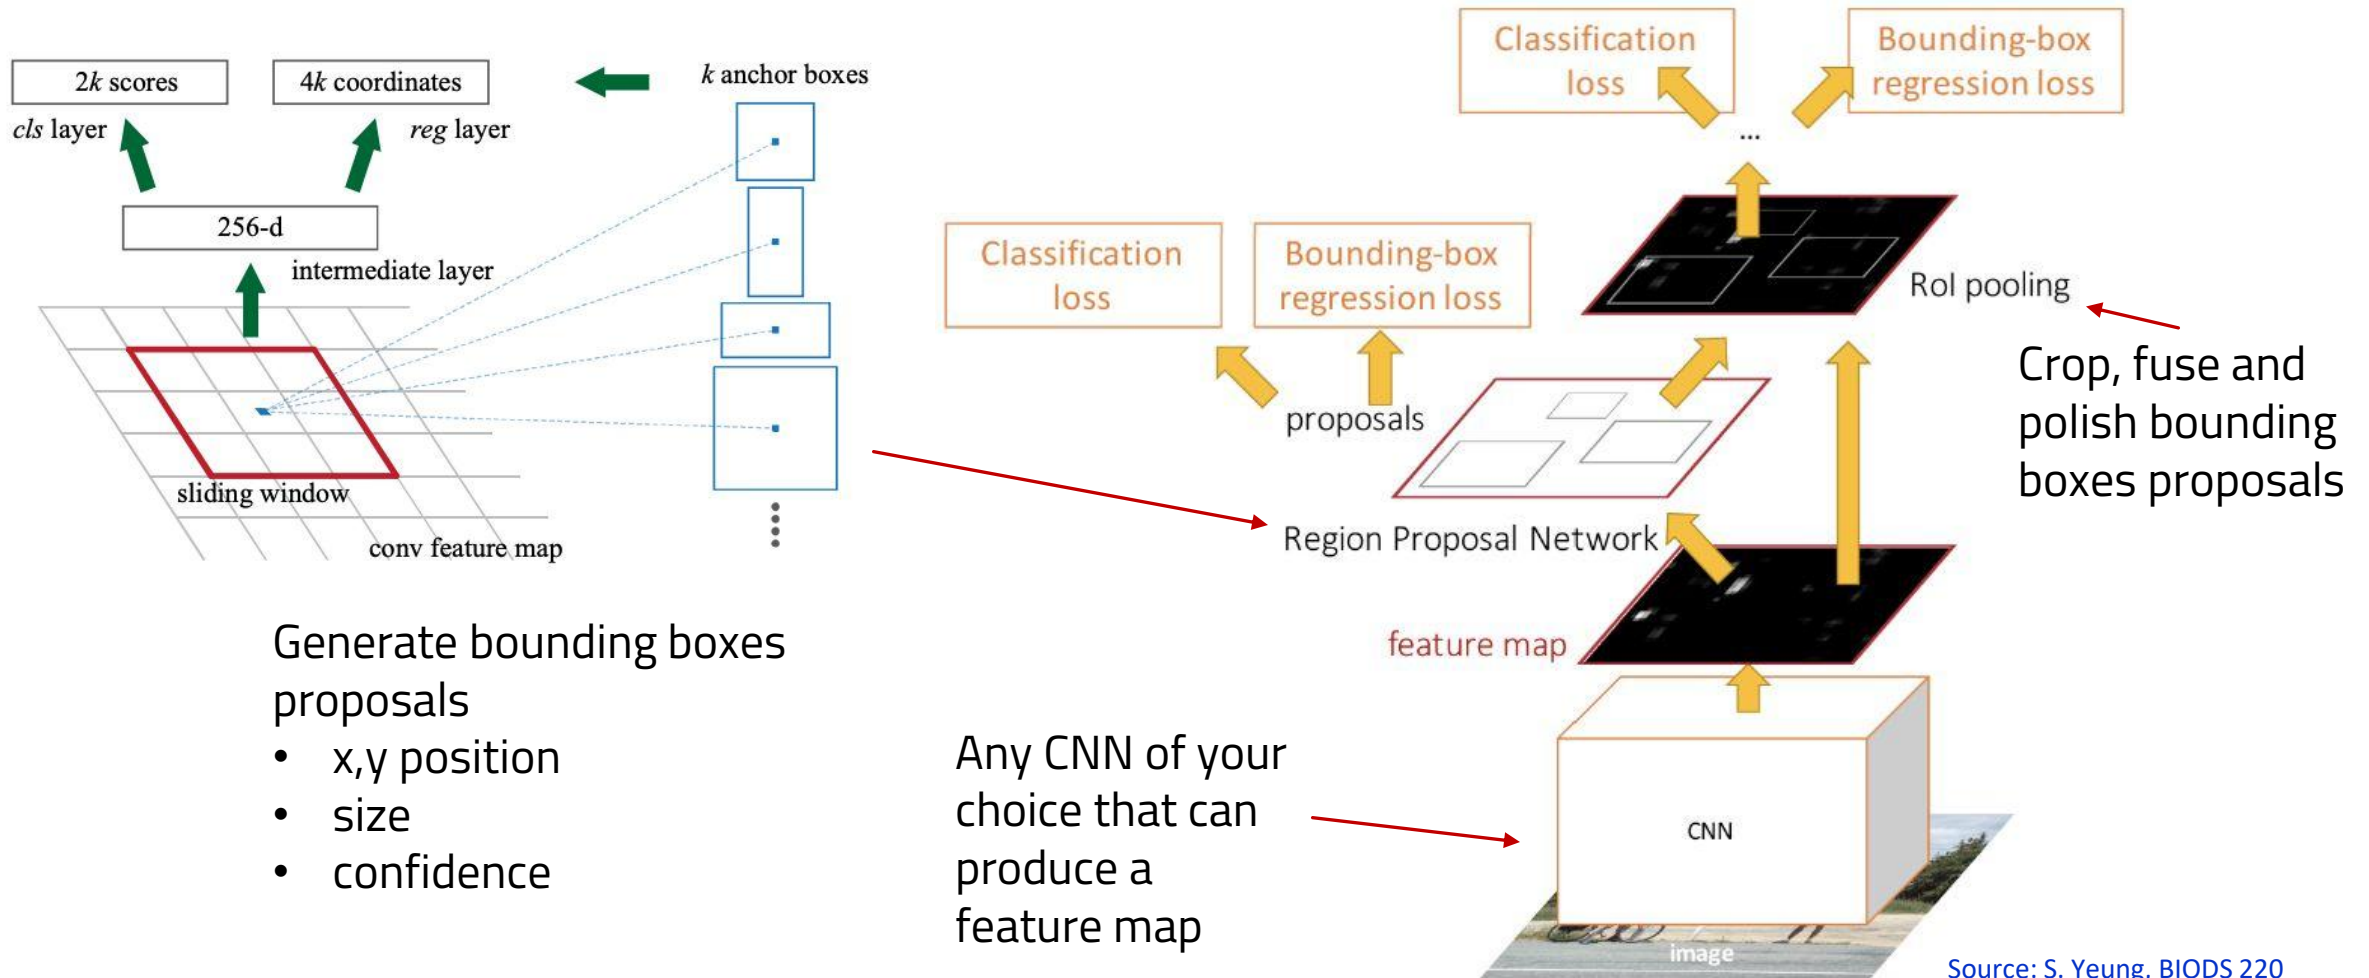 2k scores
4k coordinates
k anchor boxes
cls layer
reg layer
256-d
intermediate layer
sliding window
conv feature map
Generate bounding boxes
proposals
• x,y position
• size
• confidence
Classification
loss
Bounding-box
regression loss
...
RoI pooling
Classification
loss
Bounding-box
regression loss
proposals
Region Proposal Network
Crop, fuse and
polish bounding
boxes proposals
feature map
Any CNN of your
choice that can
produce a
feature map
CNN
image
Source: S. Yeung, BIODS 220